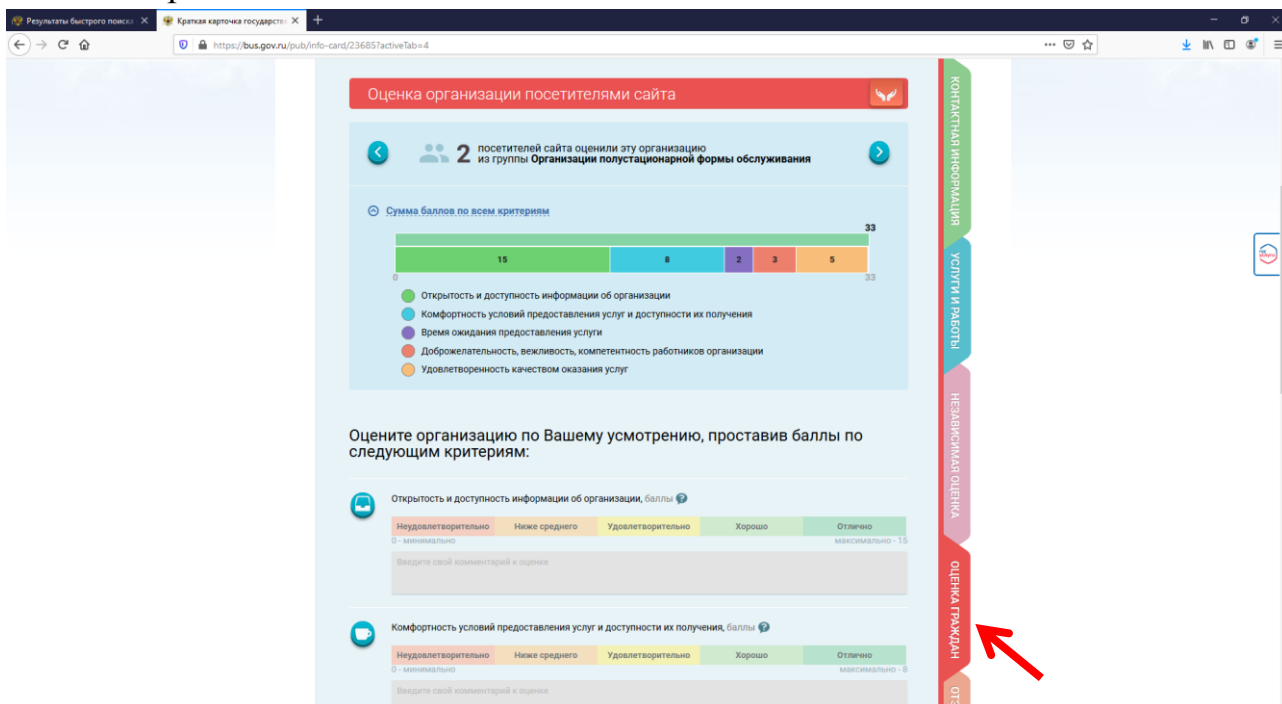 Результаты быстрого поиска
Краткая карточка государстве
https://bus.gov.ru/pub/info-card/23685?activeTab=4
Оценка организации посетителями сайта
2 посетителей сайта оценили эту организацию
из группы Организации полустационарной формы обслуживания
Сумма баллов по всем критериям
33
15 8 2 3 5
0 33
Открытость и доступность информации об организации
Комфортность условий предоставления услуг и доступности их получения
Время ожидания предоставления услуги
Доброжелательность, вежливость, компетентность работников организации
Удовлетворенность качеством оказания услуг
Оцените организацию по Вашему усмотрению, проставив баллы по
следующим критериям:
Открытость и доступность информации об организации, баллы
Неудовлетворительно Ниже среднего Удовлетворительно Хорошо Отлично
0 - минимально максимально - 15
Введите свой комментарий к оценке
Комфортность условий предоставления услуг и доступности их получения, баллы
Неудовлетворительно Ниже среднего Удовлетворительно Хорошо Отлично
0 - минимально максимально - 8
Введите свой комментарий к оценке
КОНТАКТНАЯ ИНФОРМАЦИЯ
УСЛУГИ И РАБОТЫ
НЕЗАВИСИМАЯ ОЦЕНКА
ОЦЕНКА ГРАЖДАН